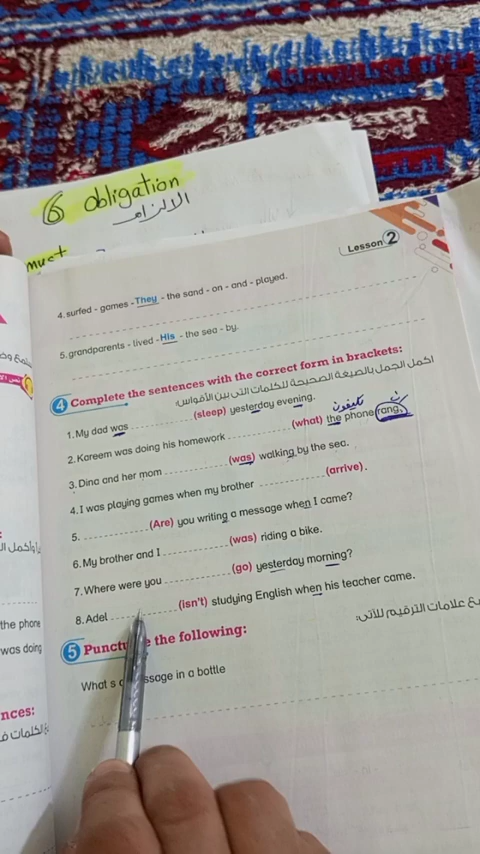 6 obligation
الالزام
must
Lesson 2
4. surfed - games - They - the sand - on - and - played.
5. grandparents - lived - His - the sea - by.
4 Complete the sentences with the correct form in brackets:
اكمل الجمل بالصيغة الصحيحة للكلمات التى بين الأقواس:
1. My dad was (sleep) yesterday evening.
تليفون رن
2. Kareem was doing his homework (what) the phone rang.
3. Dina and her mom (was) walking by the sea.
4. I was playing games when my brother (arrive).
5. (Are) you writing a message when I came?
6. My brother and I (was) riding a bike.
7. Where were you (go) yesterday morning?
8. Adel (isn't) studying English when his teacher came.
5 the following:
علامات الترقيم للآتى:
What s a in a bottle
the phone
was doing
nces: